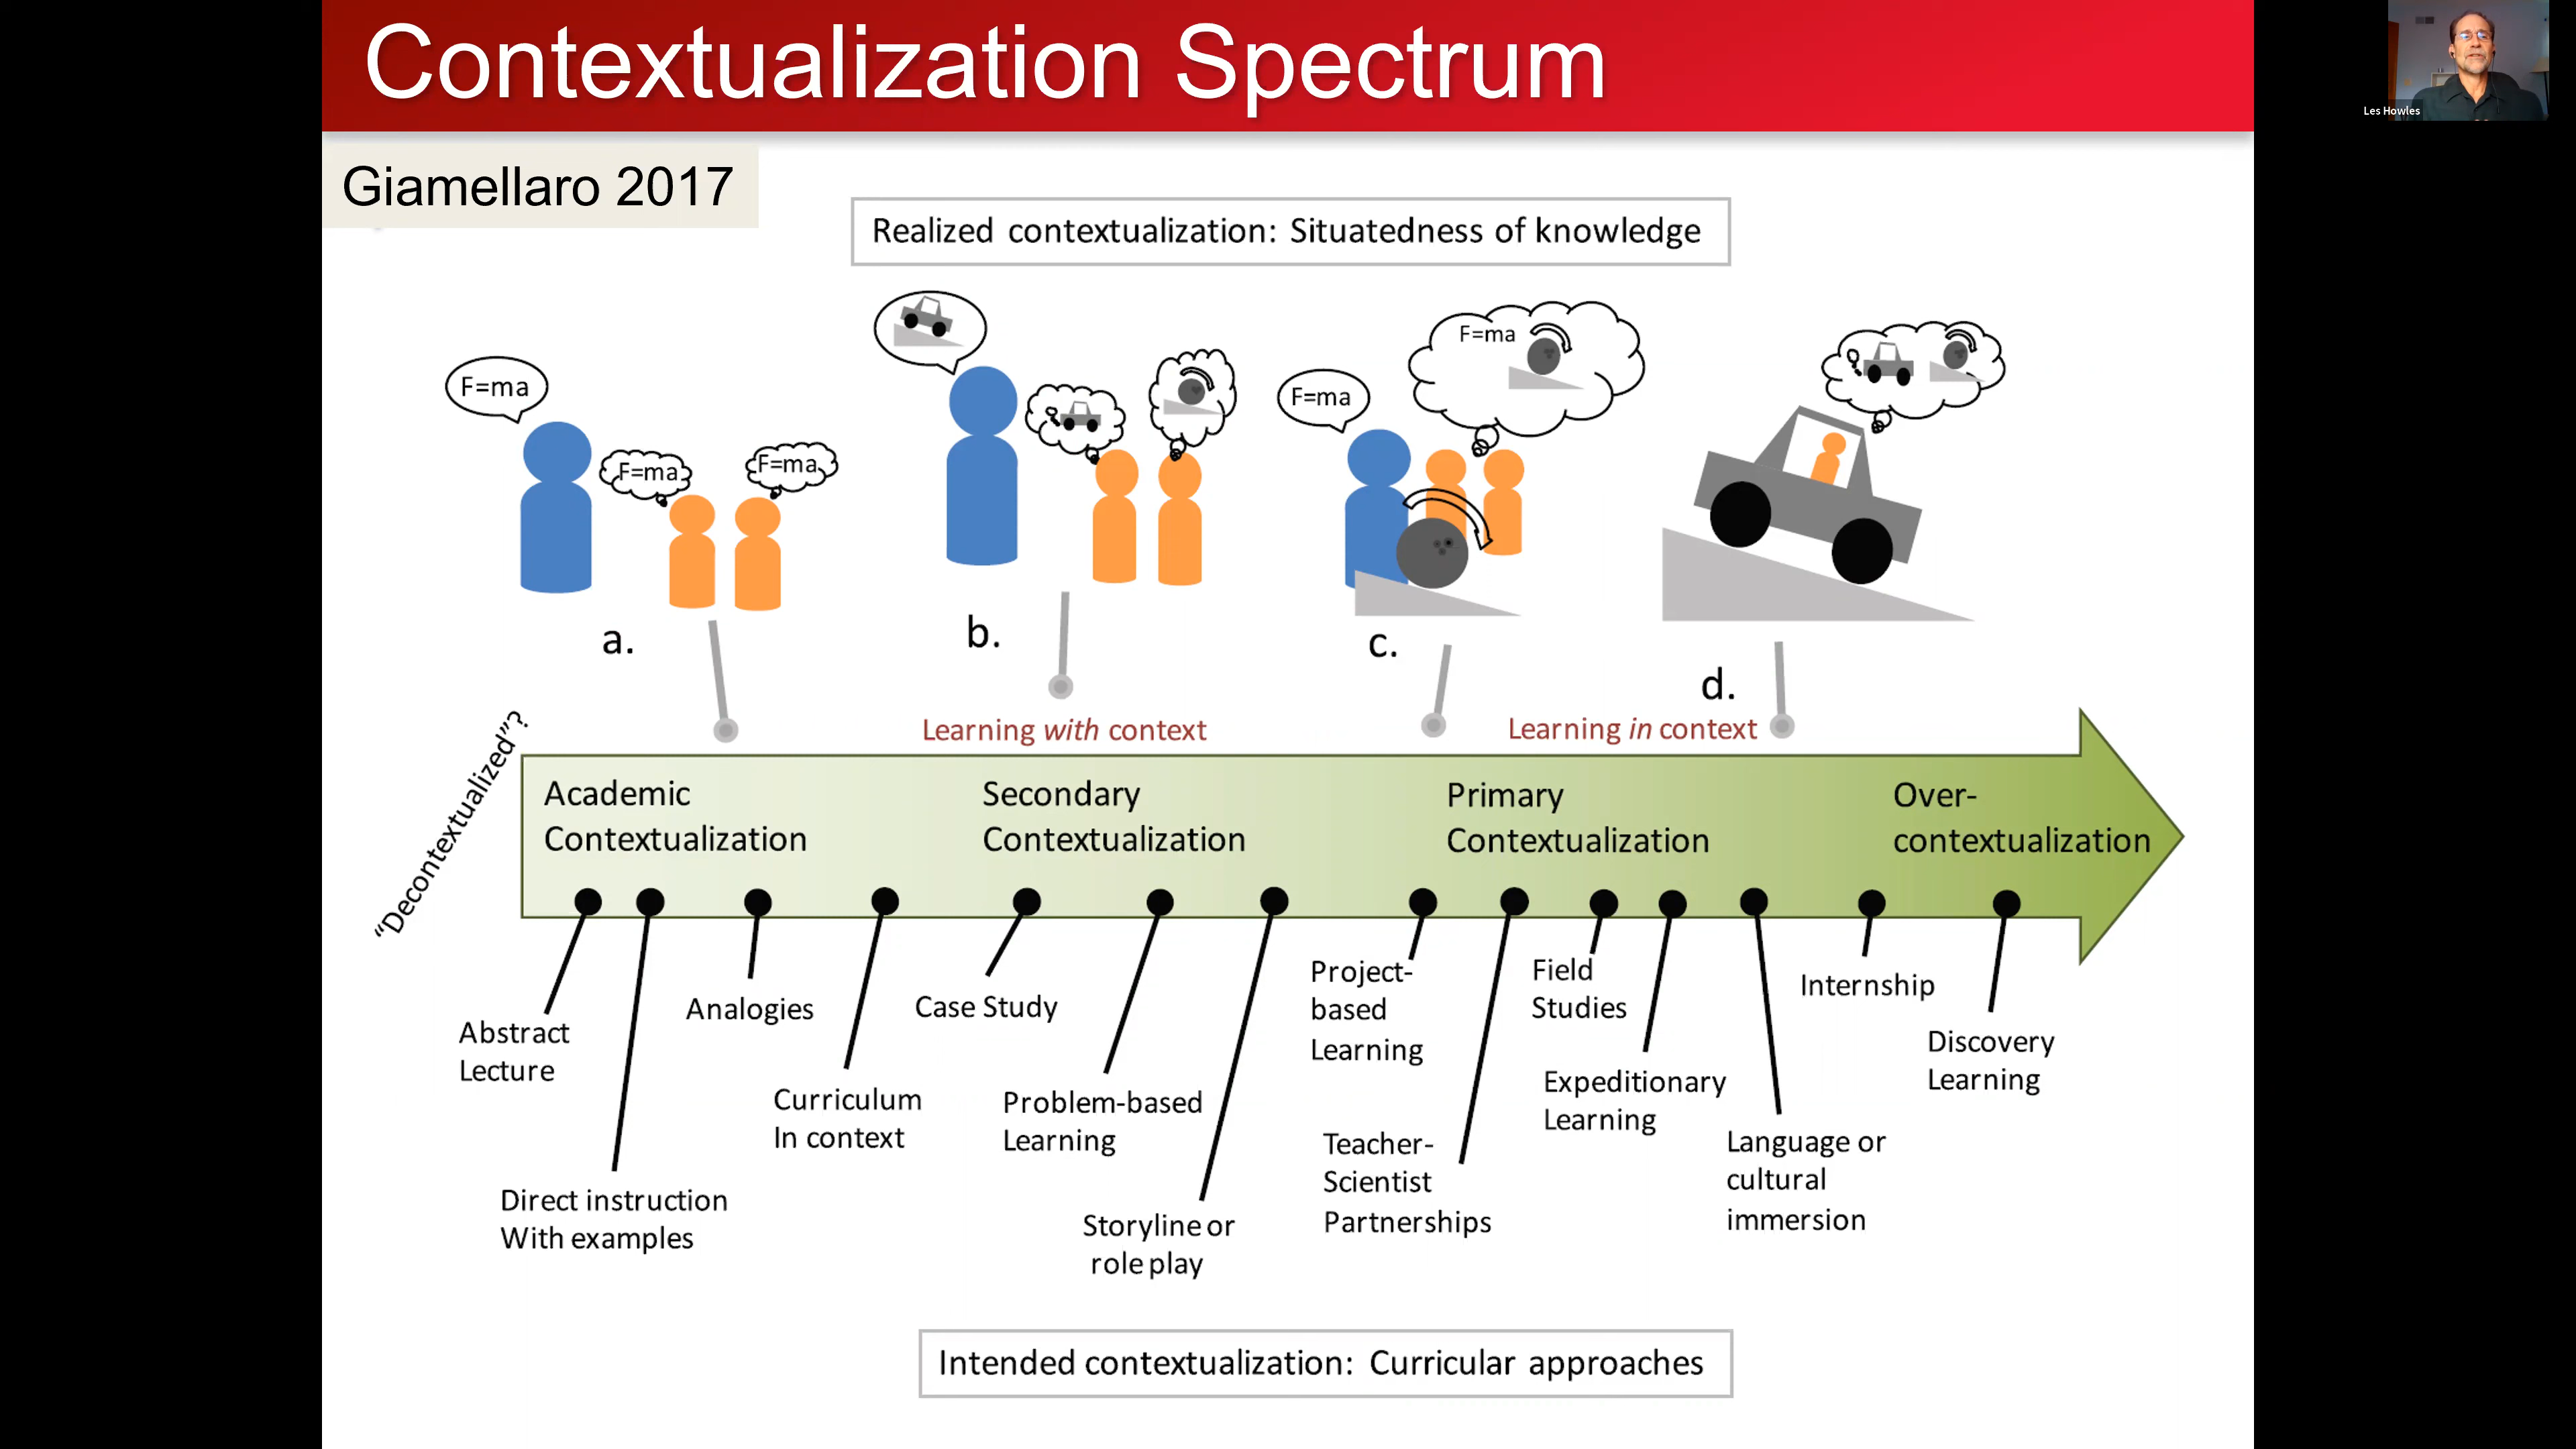 Contextualization Spectrum
Les Howles
Giamellaro 2017
Realized contextualization: Situatedness of knowledge
F=ma
F=ma
F=ma
F=ma
F=ma
a.
b.
c.
d.
"Decontextualized"?
Learning with context
Learning in context
Academic
Contextualization
Secondary
Contextualization
Primary
Contextualization
Over-
contextualization
Abstract
Lecture
Direct instruction
With examples
Analogies
Curriculum
In context
Case Study
Problem-based
Learning
Storyline or
role play
Project-
based
Learning
Teacher-
Scientist
Partnerships
Field
Studies
Expeditionary
Learning
Language or
cultural
immersion
Internship
Discovery
Learning
Intended contextualization: Curricular approaches